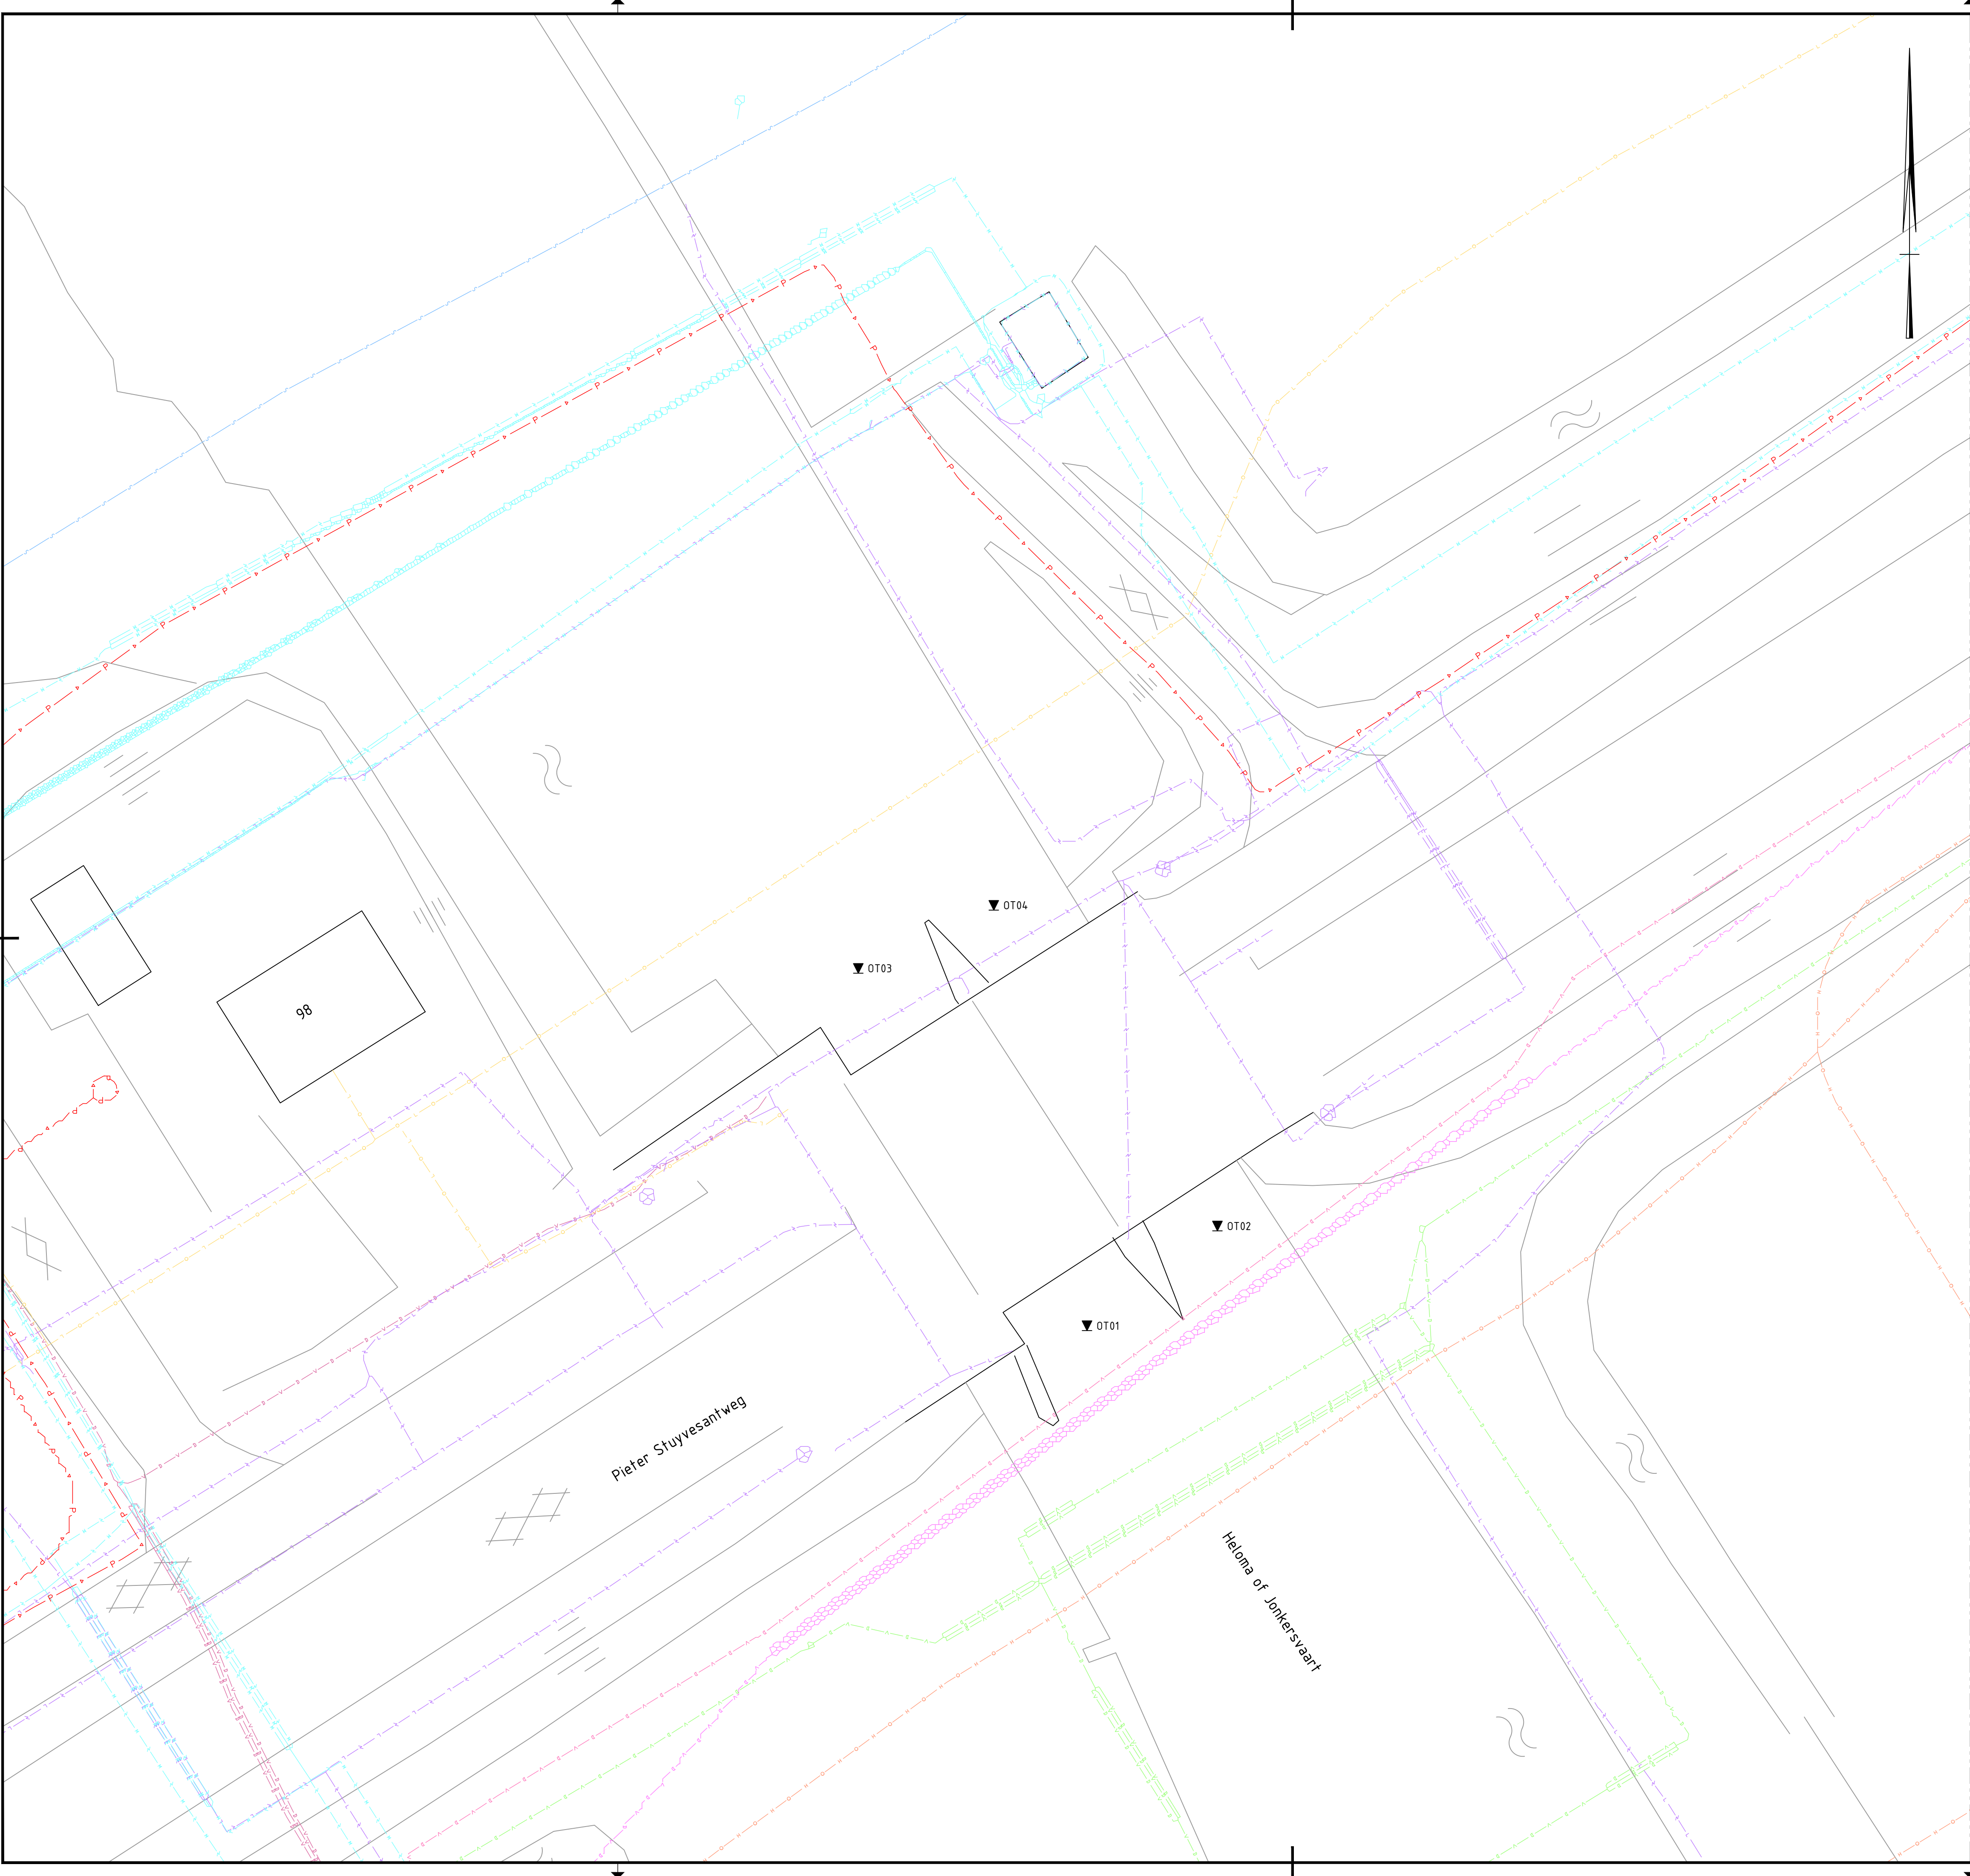 OT04
OT03
98
OT02
OT01
Pieter Stuyvesantweg
Heloma of Jonkersvaart